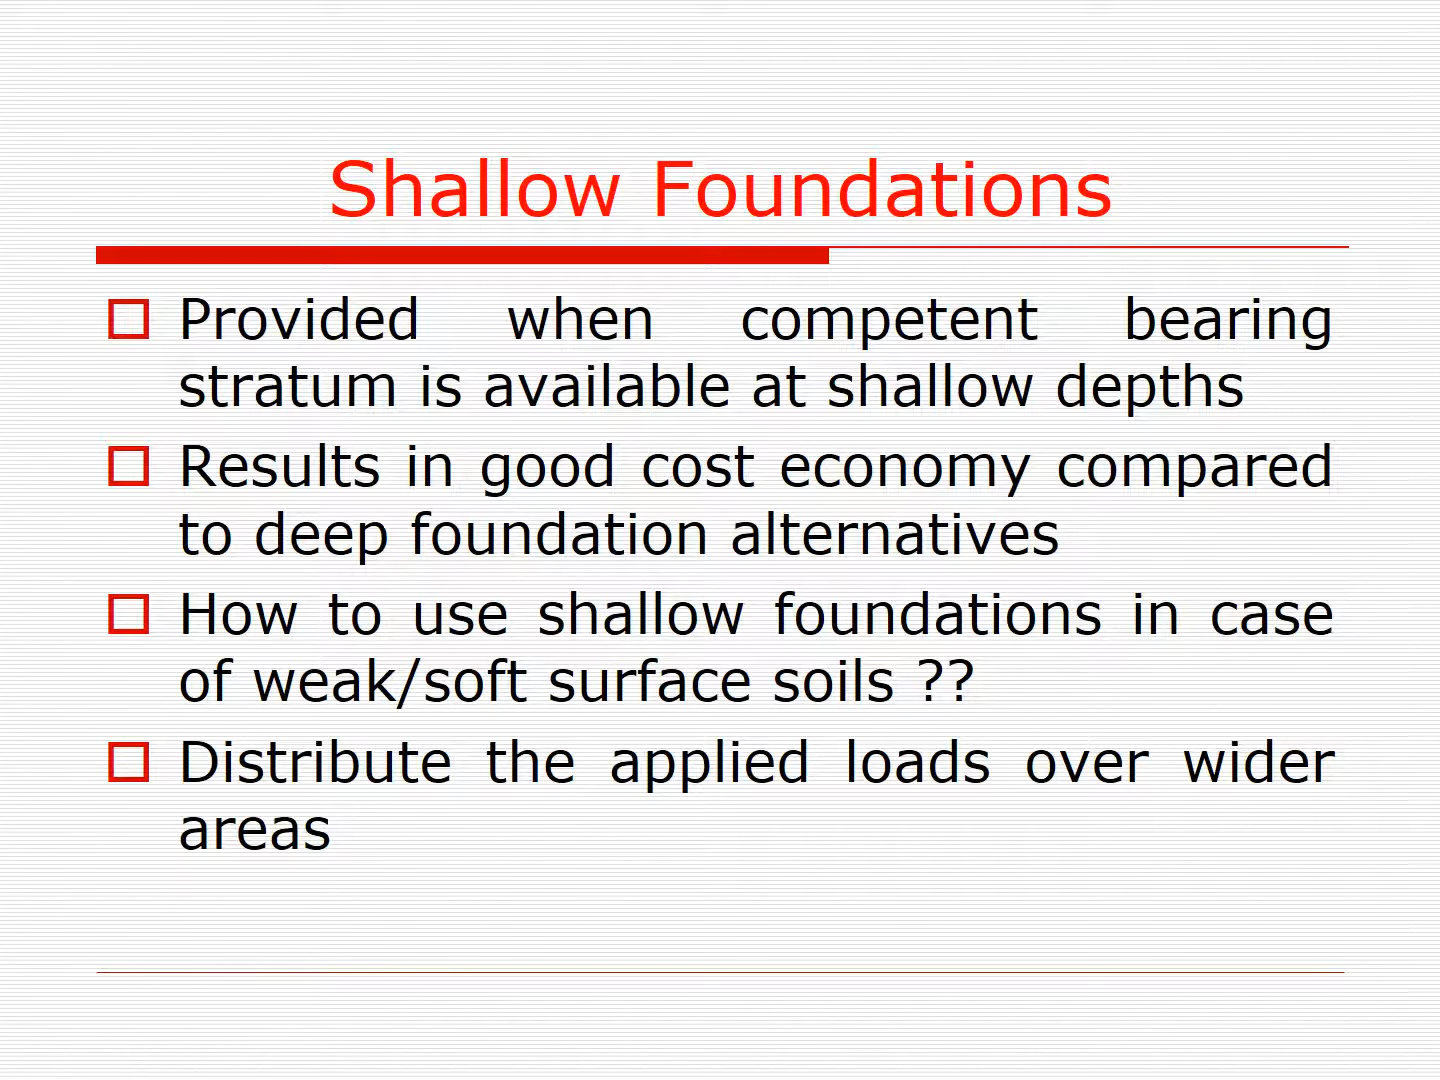 Shallow Foundations
Provided when competent bearing
stratum is available at shallow depths
Results in good cost economy compared
to deep foundation alternatives
How to use shallow foundations in case
of weak/soft surface soils ??
Distribute the applied loads over wider
areas